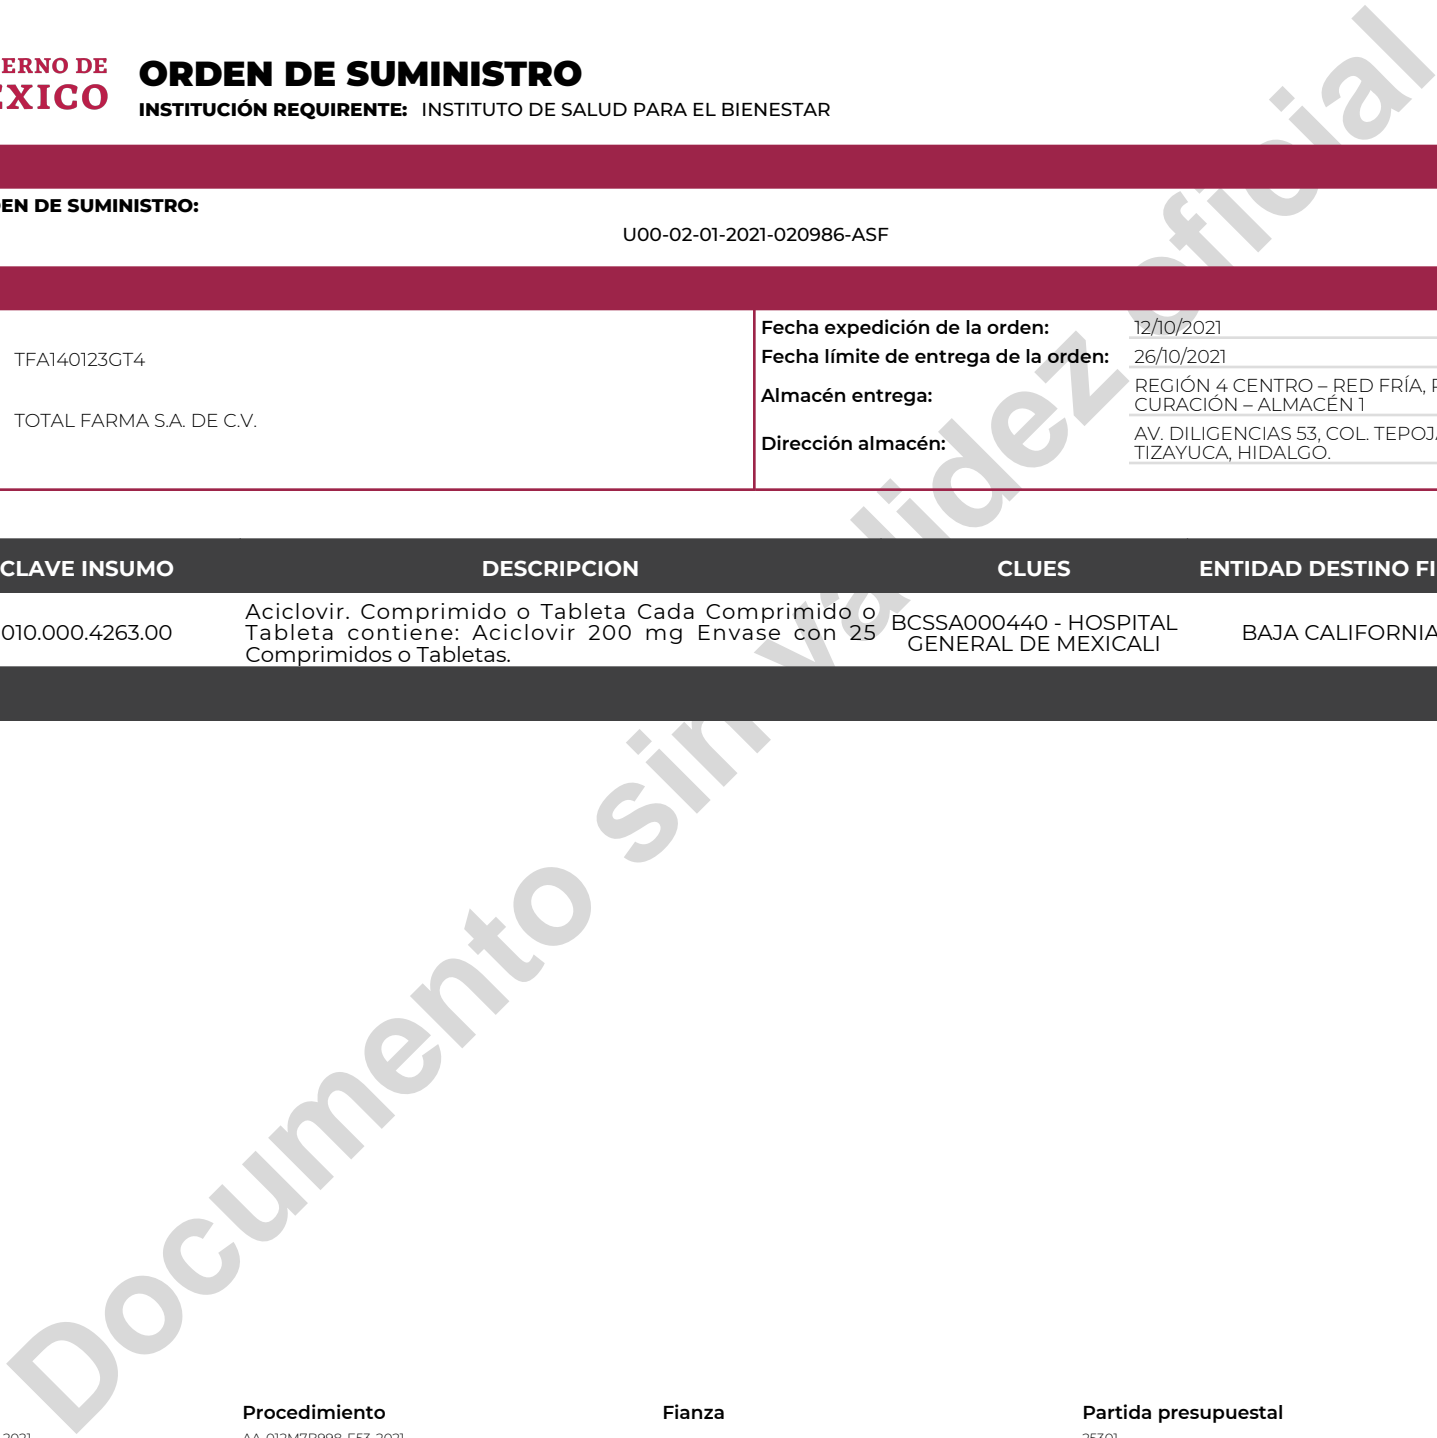 ERNO DE
ORDEN DE SUMINISTRO
INSTITUCIÓN REQUIRENTE: INSTITUTO DE SALUD PARA EL BIENESTAR
EN DE SUMINISTRO:
U00-02-01-2021-020986-ASF
Fecha expedición de la orden: 12/10/2021
TFA140123GT4
Fecha límite de entrega de la orden: 26/10/2021
Almacén entrega: REGIÓN 4 CENTRO – RED FRÍA,
CURACIÓN – ALMACÉN 1
TOTAL FARMA S.A. DE C.V.
Dirección almacén: AV. DILIGENCIAS 53, COL.
TIZAYUCA, HIDALGO.
CLAVE INSUMO DESCRIPCION CLUES ENTIDAD DESTINO
010.000.4263.00
Aciclovir. Comprimido o Tableta Cada Comprimido o
Tableta contiene: Aciclovir 200 mg Envase con 25
Comprimidos o Tabletas.
BCSSA000440 - HOSPITAL
GENERAL DE MEXICALI
BAJA CALIFORNIA
Documento sin validez oficial
Procedimiento Fianza Partida presupuestal